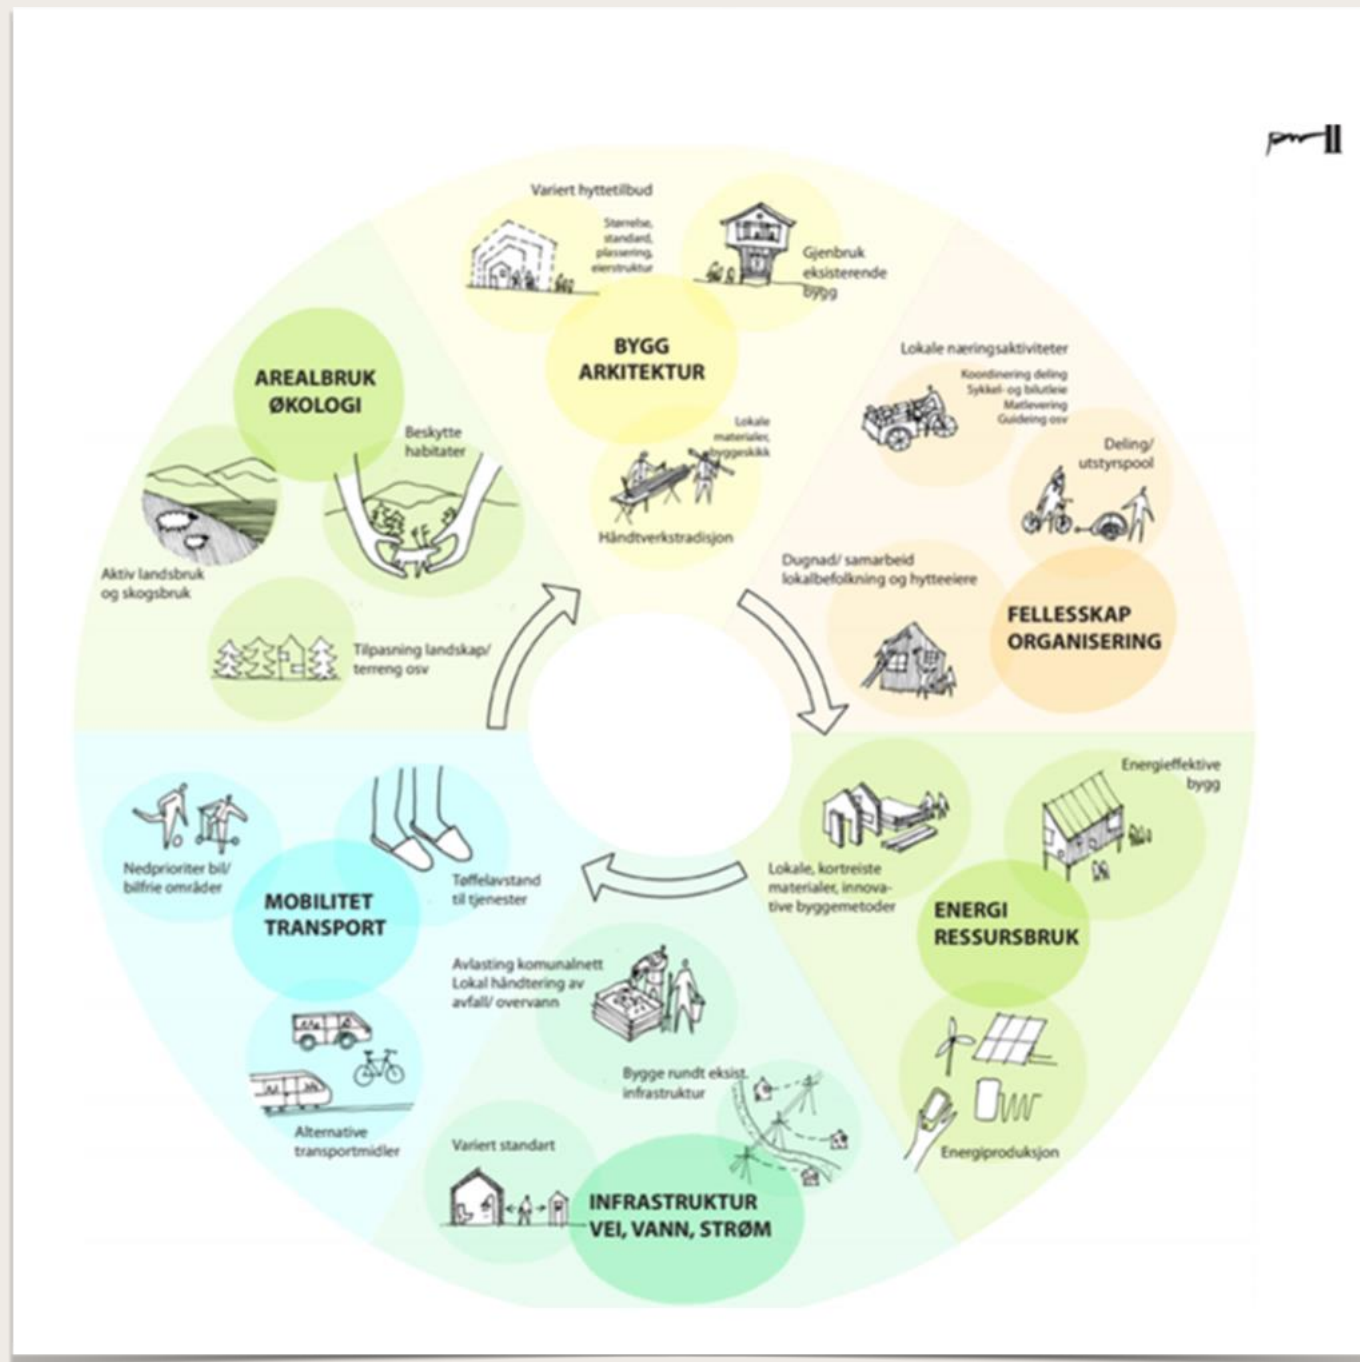 Variert hyttetilbud
Størrelse,
standard,
plassering,
eierstruktur
Gjenbruk
eksisterende
bygg
BYGG
ARKITEKTUR
Lokale
materialer,
byggeskikk
Håndtverkstradisjon
Lokale næringsaktiviteter
Koordinering deling
Sykkel- og bilutleie
Matlevering
Guideing osv
Deling/
utstyrspool
Dugnad/ samarbeid
lokalbefolkning og hytteeiere
FELLESSKAP
ORGANISERING
Energieffektive
bygg
Lokale, kortreiste
materialer, innova-
tive byggemetoder
ENERGI
RESSURSBRUK
Energiproduksjon
Avlasting komunalnett
Lokal håndtering av
avfall/ overvann
Bygge rundt eksist.
infrastruktur
Variert standart
INFRASTRUKTUR
VEI, VANN, STRØM
Nedprioriter bil/
bilfrie områder
Tøffelavstand
til tjenester
MOBILITET
TRANSPORT
Alternative
transportmidler
AREALBRUK
ØKOLOGI
Beskytte
habitater
Aktiv landsbruk
og skogsbruk
Tilpasning landskap/
terreng osv